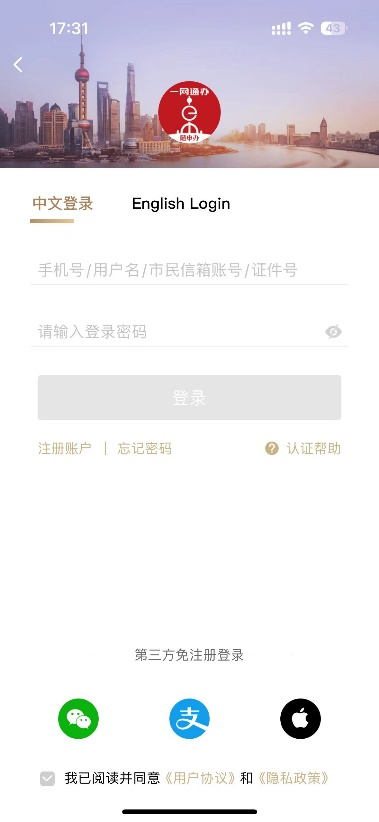 17:31
43
一网通办
随申办
中文登录 English Login
手机号/用户名/市民信箱账号/证件号
请输入登录密码
登录
注册账户 | 忘记密码 ? 认证帮助
第三方免注册登录
支
我已阅读并同意《用户协议》和《隐私政策》